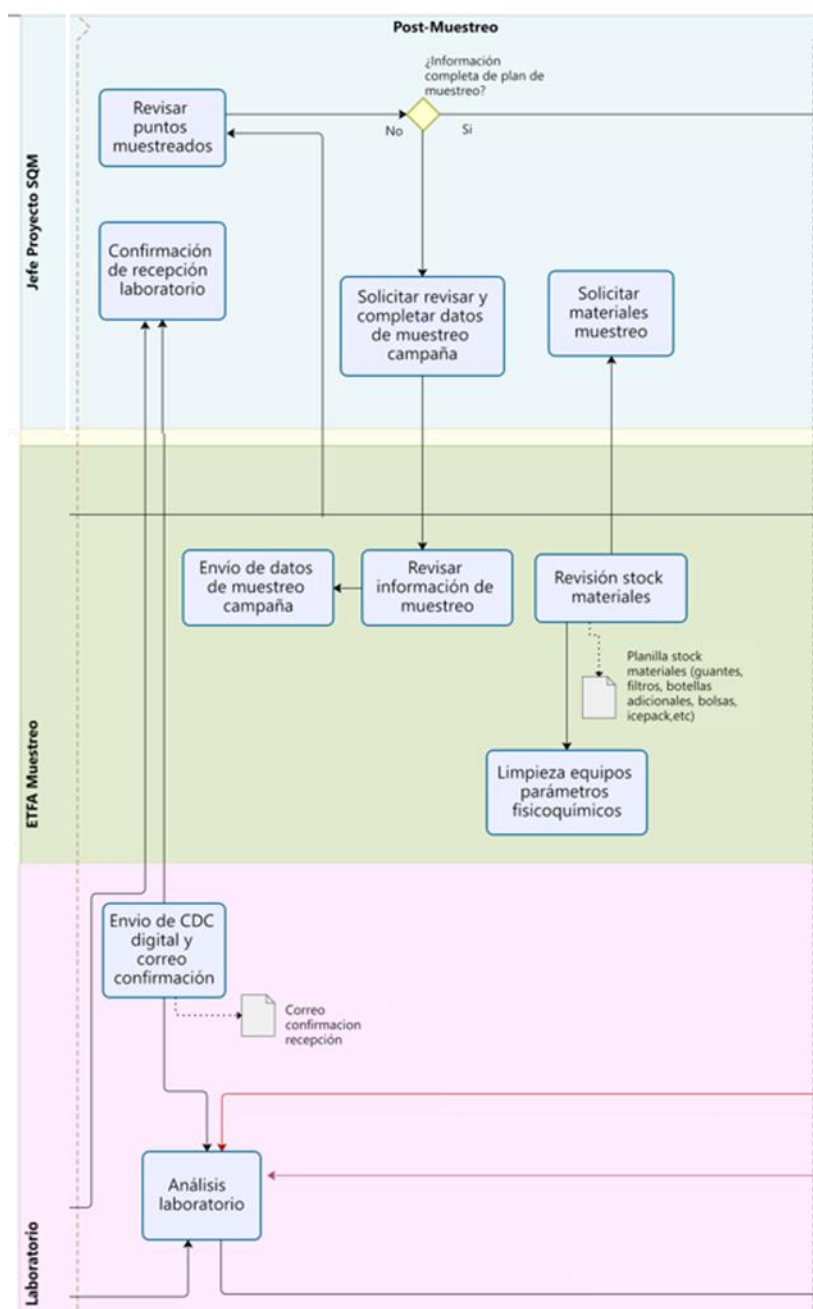 Post-Muestreo
¿Información
completa de plan de
muestreo?
Revisar
puntos
muestreados
No
Si
Jefe Proyecto SQM
Confirmación
de recepción
laboratorio
Solicitar revisar y
completar datos
de muestreo
campaña
Solicitar
materiales
muestreo
ETFA Muestreo
Envío de datos
de muestreo
campaña
Revisar
información de
muestreo
Revisión stock
materiales
Planilla stock
materiales (guantes,
filtros, botellas
adicionales, bolsas,
icepack,etc)
Limpieza equipos
parámetros
fisicoquímicos
Laboratorio
Envio de CDC
digital y
correo
confirmación
Correo
confirmacion
recepción
Análisis
laboratorio